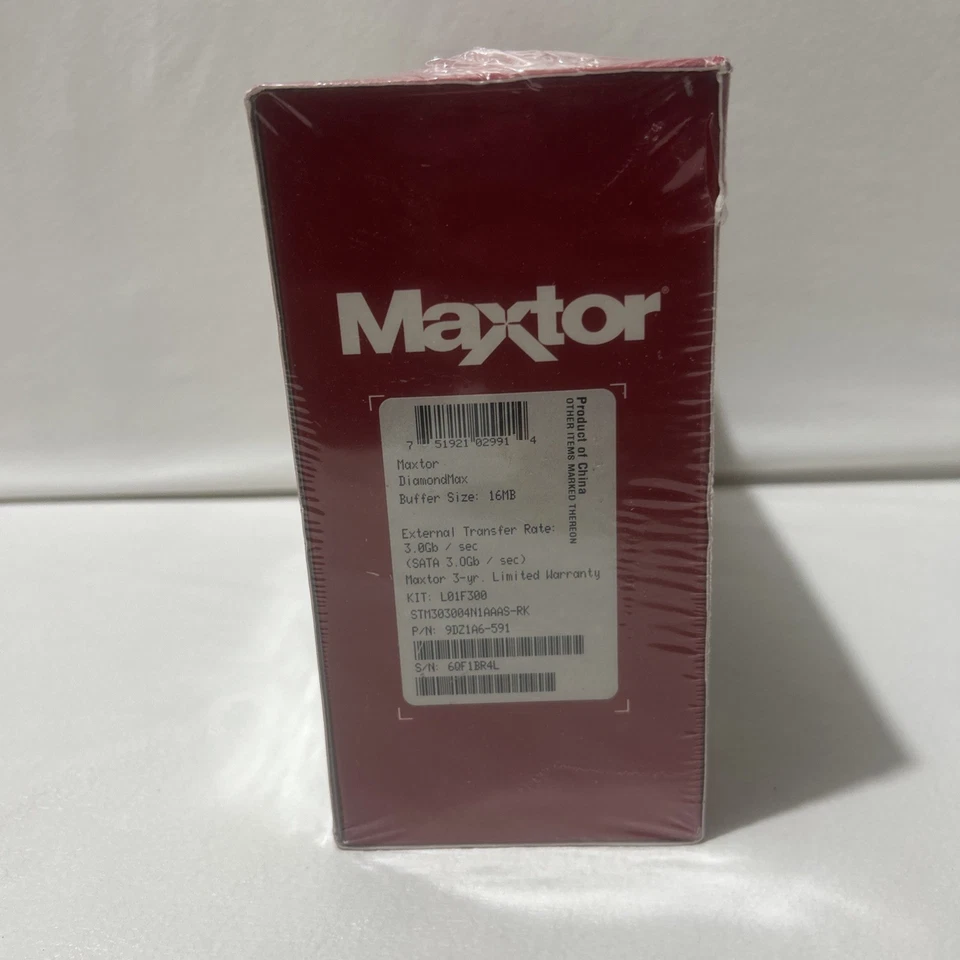 Maxtor®
7 51921 02991 4
Product of China
OTHER ITEMS MARKED THEREON
Maxtor
DiamondMax
Buffer Size: 16MB
External Transfer Rate:
3.0Gb / sec
(SATA 3.0Gb / sec)
Maxtor 3-yr. Limited Warranty
KIT: L01F300
STM303004N1AAAS-RK
P/N: 9DZ1A6-591
S/N: 6QF1BR4L